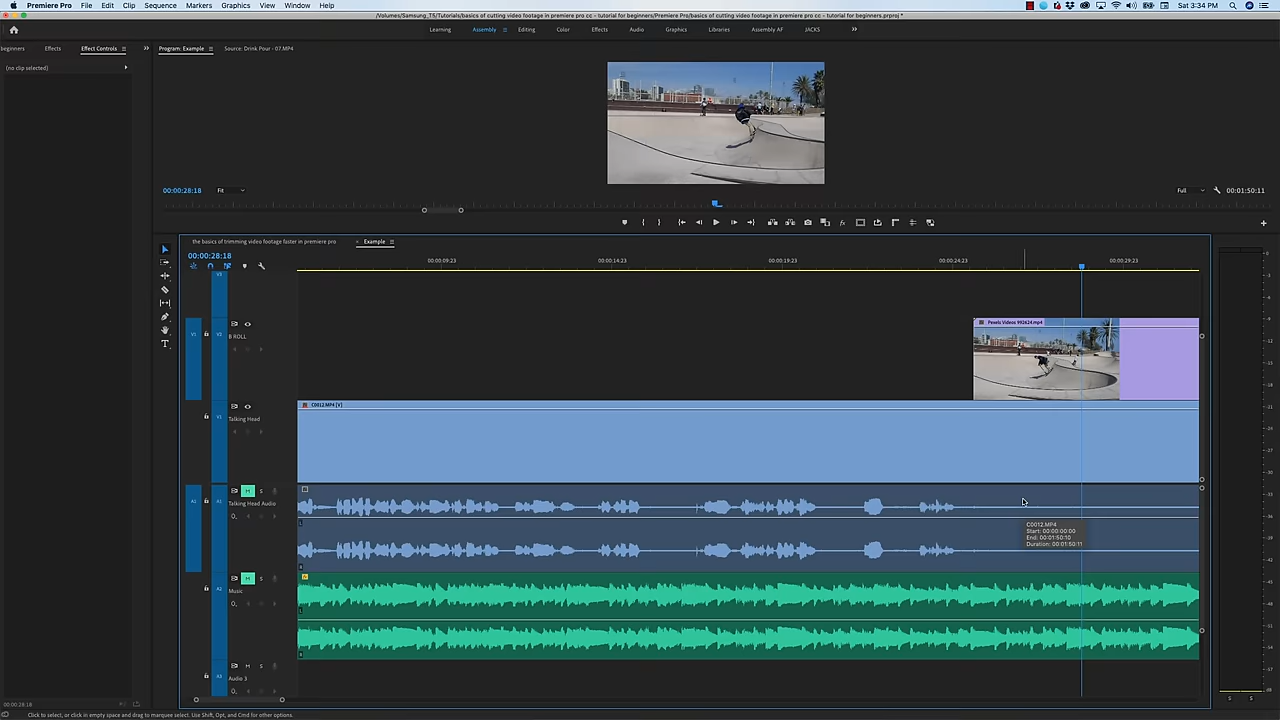 Premiere Pro File Edit Clip Sequence Markers Graphics View Window Help Sat 3:34 PM
/Volumes/Samsung_T5/Tutorials/basics of cutting video footage in premiere pro cc - tutorial for beginners/Premiere Pro/basics of cutting video footage in premiere pro cc - tutorial for beginners.prproj *
Learning Assembly Editing Color Effects Audio Graphics Libraries Assembly AF JACKS
beginners Effects Effect Controls Program: Example Source: Drink Pour - 07.MP4
(no clip selected)
00:00:28:18 Fit Full 00:01:50:11
the basics of trimming video footage faster in premiere pro × Example
00:00:28:18
00:00:09:23 00:00:14:23 00:00:19:23 00:00:24:23 00:00:29:23
V3
V1 V2 Pexels Videos 992624.mp4
B ROLL
C0012.MP4 [V]
V1 Talking Head
A1 A1 M S
Talking Head Audio
C0012.MP4
Start: 00:00:00:00
End: 00:01:50:10
Duration: 00:01:50:11
A2 M S
Music
A3 M S
Audio 3
00:00:28:18
S S
Click to select, or click in empty space and drag to marquee select. Use Shift, Opt, and Cmd for other options.